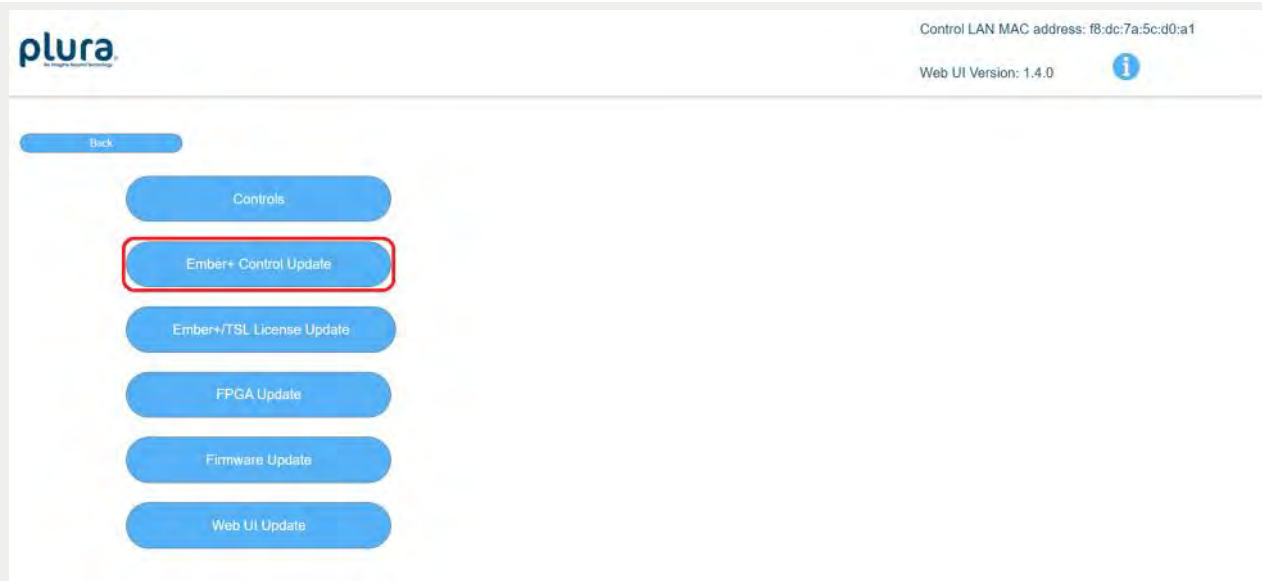 Control LAN MAC address: f8:dc:7a:5c:d0:a1
plura
Web UI Version: 1.4.0
i
Back
Controls
Ember+ Control Update
Ember+/TSL License Update
FPGA Update
Firmware Update
Web UI Update